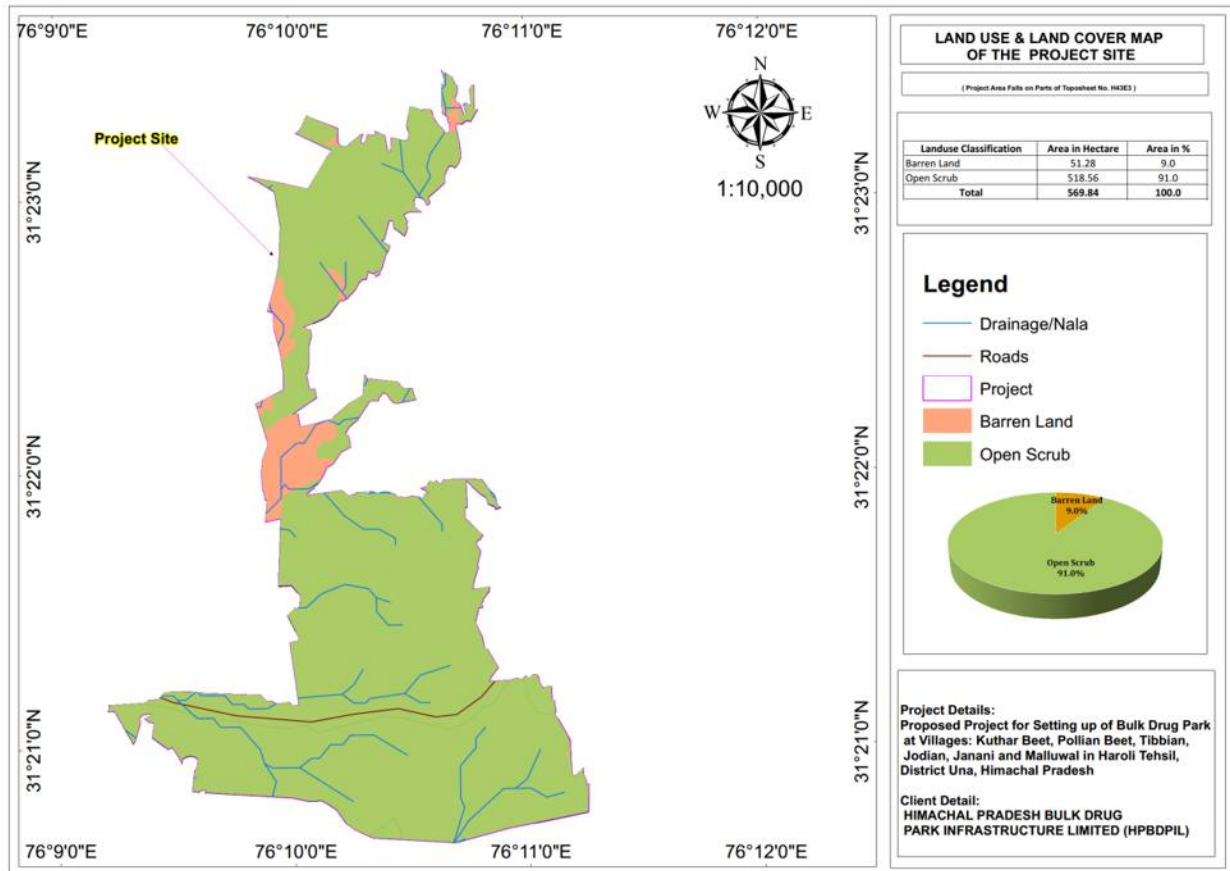 76°9'0"E 76°10'0"E 76°11'0"E 76°12'0"E
N
W E
S
1:10,000
Project Site
31°23'0"N 31°23'0"N
31°22'0"N 31°22'0"N
31°21'0"N 31°21'0"N
76°9'0"E 76°10'0"E 76°11'0"E 76°12'0"E
LAND USE & LAND COVER MAP
OF THE PROJECT SITE
( Project Area Falls on Parts of Toposheet No. H43E3 )
Landuse Classification Area in Hectare Area in %
Barren Land 51.28 9.0
Open Scrub 518.56 91.0
Total 569.84 100.0
Legend
Drainage/Nala
Roads
Project
Barren Land
Open Scrub
Barren Land
9.0%
Open Scrub
91.0%
Project Details:
Proposed Project for Setting up of Bulk Drug Park
at Villages: Kuthar Beet, Pollian Beet, Tibbian,
Jodian, Janani and Malluwal in Haroli Tehsil,
District Una, Himachal Pradesh
Client Detail:
HIMACHAL PRADESH BULK DRUG
PARK INFRASTRUCTURE LIMITED (HPBDPIL)